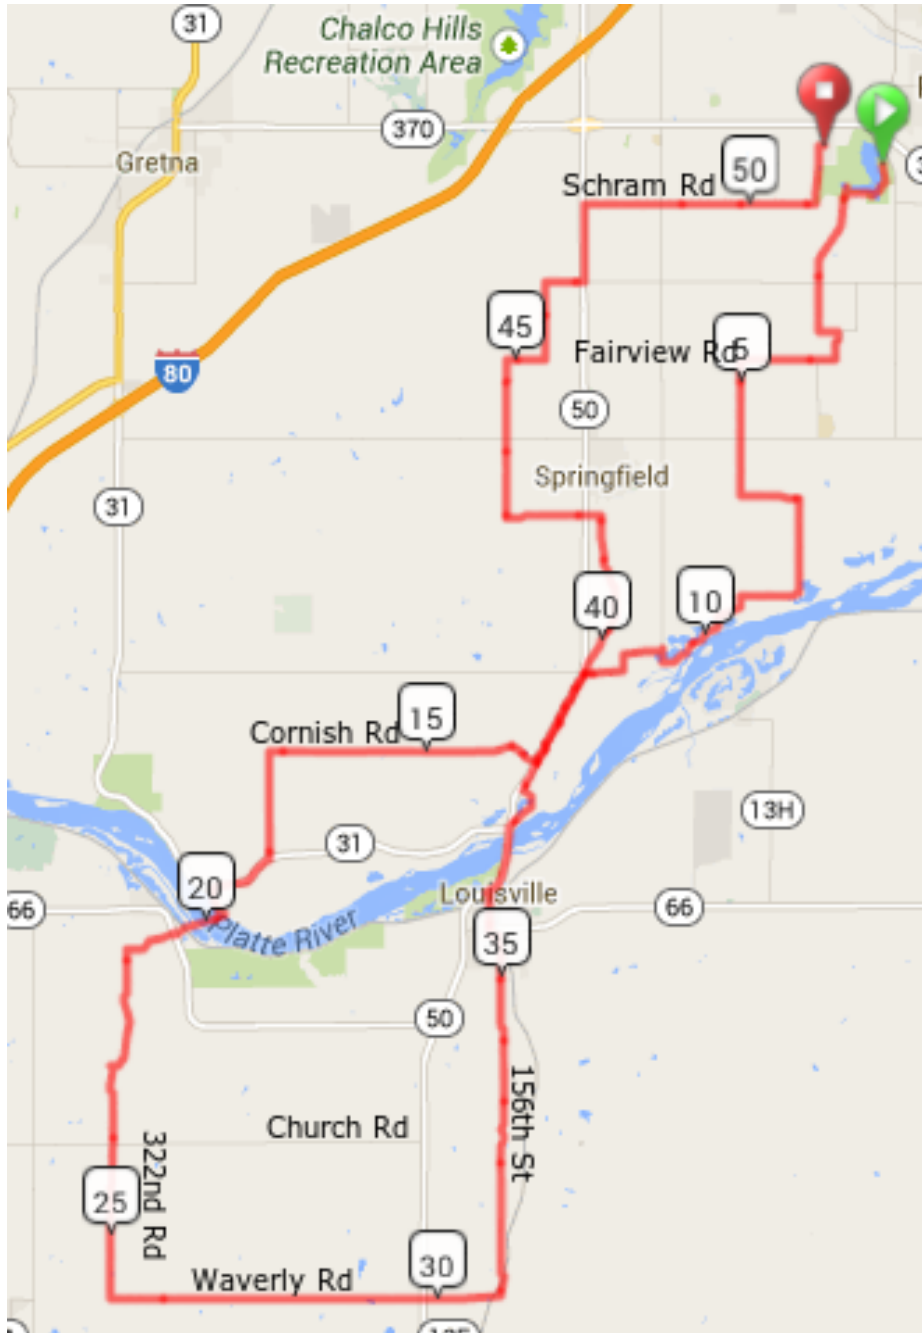 31
Chalco Hills
Recreation Area
370
Gretna
50
Schram Rd
45
Fairview Rd
5
80
50
Springfield
31
40
10
15
Cornish Rd
13H
31
20
Louisville
66
66
Platte River
35
50
156th St
Church Rd
322nd Rd
25
30
Waverly Rd